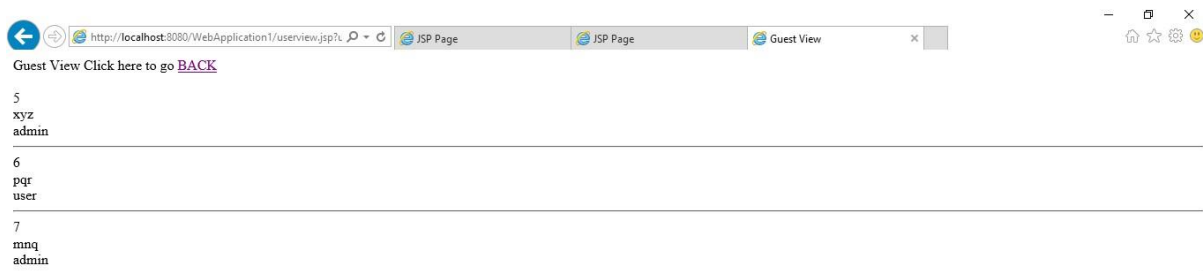 http://localhost:8080/WebApplication1/userview.jsp?u
JSP Page
JSP Page
Guest View
Guest View Click here to go BACK
5
xyz
admin
6
pqr
user
7
mnq
admin